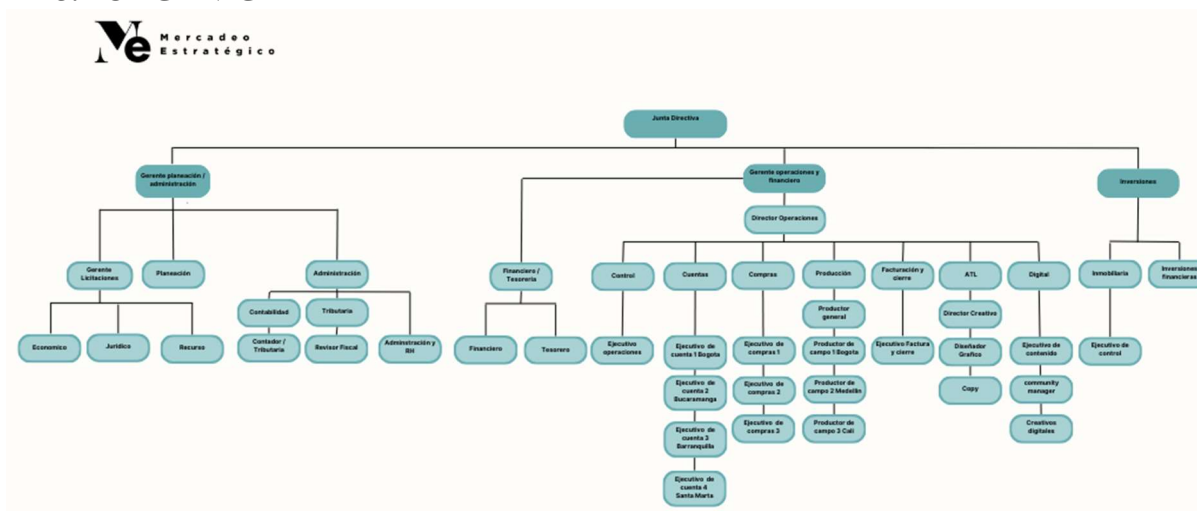 Me Mercadeo
Estratégico
Junta Directiva
Gerente planeación /
administración
Gerente operaciones y
financiero
Inversiones
Director Operaciones
Gerente
Licitaciones
Planeación
Administración
Financiero /
Tesorería
Control
Cuentas
Compras
Producción
Facturación y
cierre
ATL
Digital
Inmobiliaria
Inversiones
financieras
Contabilidad
Tributaria
Productor
general
Director Creativo
Economico
Jurídico
Recurso
Contador /
Tributaria
Revisor Fiscal
Adminstración y
RH
Financiero
Tesorero
Ejecutivo
operaciones
Ejecutivo de
cuenta 1 Bogota
Ejecutivo de
compras 1
Productor de
campo 1 Bogota
Ejecutivo Factura
y cierre
Diseñador
Grafico
Ejecutivo de
contenido
Ejecutivo de
control
Ejecutivo de
cuenta 2
Bucaramanga
Ejecutivo de
compras 2
Productor de
campo 2 Medellin
Copy
community
manager
Ejecutivo de
cuenta 3
Barranquilla
Ejecutivo de
compras 3
Productor de
campo 3 Cali
Creativos
digitales
Ejecutivo de
cuenta 4
Santa Marta